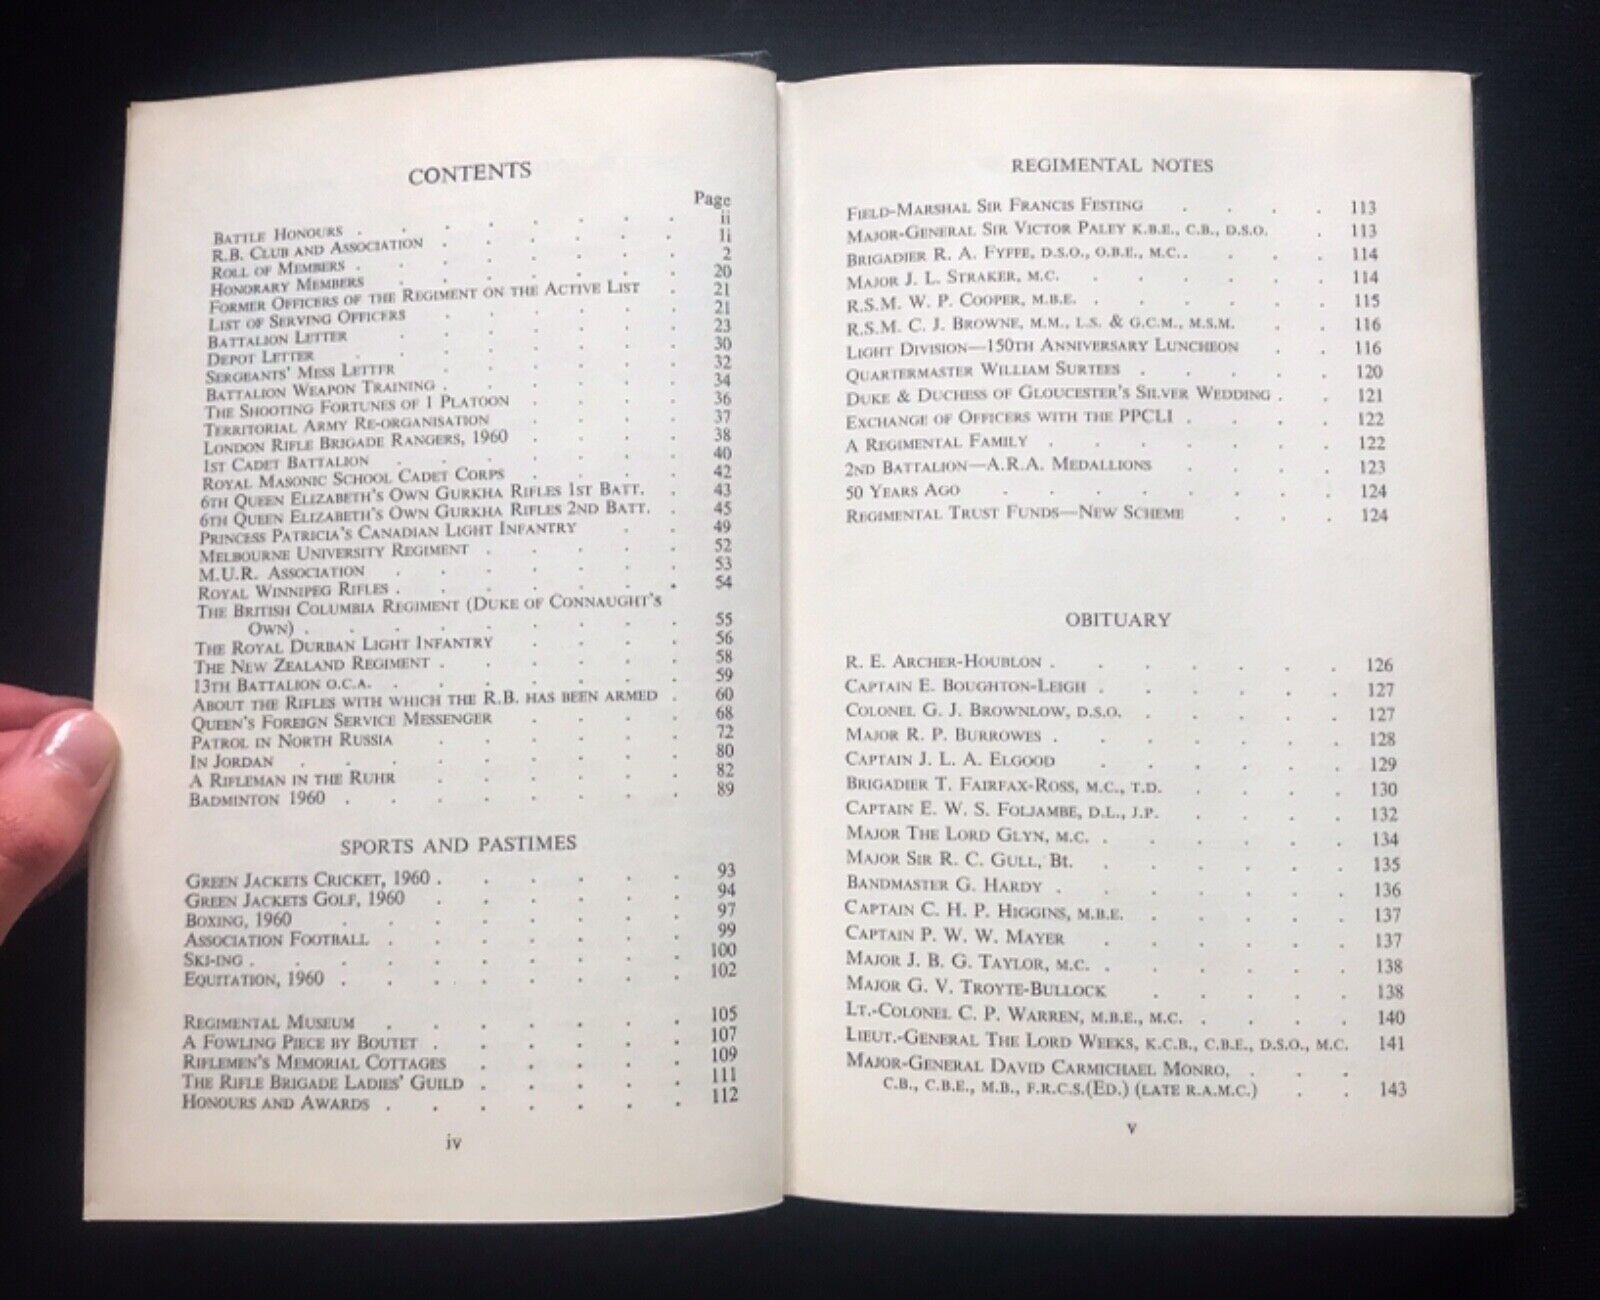 CONTENTS
Page
BATTLE HONOURS . . . . . . . ii
R.B. CLUB AND ASSOCIATION . . . . . . 1i
ROLL OF MEMBERS . . . . . . . 2
HONORARY MEMBERS . . . . . . . 20
FORMER OFFICERS OF THE REGIMENT ON THE ACTIVE LIST . 21
LIST OF SERVING OFFICERS . . . . . . 21
BATTALION LETTER . . . . . . . 23
DEPOT LETTER . . . . . . . 30
SERGEANTS' MESS LETTER . . . . . . 32
BATTALION WEAPON TRAINING . . . . . . 34
THE SHOOTING FORTUNES OF 1 PLATOON . . . . 36
TERRITORIAL ARMY RE-ORGANISATION . . . . 37
LONDON RIFLE BRIGADE RANGERS, 1960 . . . . 38
1ST CADET BATTALION . . . . . . . 40
ROYAL MASONIC SCHOOL CADET CORPS . . . . 42
6TH QUEEN ELIZABETH'S OWN GURKHA RIFLES 1ST BATT. . 43
6TH QUEEN ELIZABETH'S OWN GURKHA RIFLES 2ND BATT. . 45
PRINCESS PATRICIA'S CANADIAN LIGHT INFANTRY . . 49
MELBOURNE UNIVERSITY REGIMENT . . . . . 52
M.U.R. ASSOCIATION . . . . . . . 53
ROYAL WINNIPEG RIFLES . . . . . . . 54
THE BRITISH COLUMBIA REGIMENT (DUKE OF CONNAUGHT'S
OWN) . . . . . . . . 55
THE ROYAL DURBAN LIGHT INFANTRY . . . . 56
THE NEW ZEALAND REGIMENT . . . . . . 58
13TH BATTALION O.C.A. . . . . . . . 59
ABOUT THE RIFLES WITH WHICH THE R.B. HAS BEEN ARMED . 60
QUEEN'S FOREIGN SERVICE MESSENGER . . . . 68
PATROL IN NORTH RUSSIA . . . . . . 72
IN JORDAN . . . . . . . . 80
A RIFLEMAN IN THE RUHR . . . . . . 82
BADMINTON 1960 . . . . . . . . 89
SPORTS AND PASTIMES
GREEN JACKETS CRICKET, 1960 . . . . . . 93
GREEN JACKETS GOLF, 1960 . . . . . . 94
BOXING, 1960 . . . . . . . . 97
ASSOCIATION FOOTBALL . . . . . . . 99
SKI-ING . . . . . . . . . 100
EQUITATION, 1960 . . . . . . . . 102
REGIMENTAL MUSEUM . . . . . . . 105
A FOWLING PIECE BY BOUTET . . . . . . 107
RIFLEMEN'S MEMORIAL COTTAGES . . . . . 109
THE RIFLE BRIGADE LADIES' GUILD . . . . . 111
HONOURS AND AWARDS . . . . . . . 112
iv
REGIMENTAL NOTES
FIELD-MARSHAL SIR FRANCIS FESTING . . . . 113
MAJOR-GENERAL SIR VICTOR PALEY K.B.E., C.B., D.S.O. . 113
BRIGADIER R. A. FYFFE, D.S.O., O.B.E., M.C. . . . . 114
MAJOR J. L. STRAKER, M.C. . . . . . . 114
R.S.M. W. P. COOPER, M.B.E. . . . . . . 115
R.S.M. C. J. BROWNE, M.M., L.S. & G.C.M., M.S.M. . . 116
LIGHT DIVISION—150TH ANNIVERSARY LUNCHEON . . 116
QUARTERMASTER WILLIAM SURTEES . . . . . 120
DUKE & DUCHESS OF GLOUCESTER'S SILVER WEDDING . . 121
EXCHANGE OF OFFICERS WITH THE PPCLI . . . . 122
A REGIMENTAL FAMILY . . . . . . . 122
2ND BATTALION—A.R.A. MEDALLIONS . . . . 123
50 YEARS AGO . . . . . . . . 124
REGIMENTAL TRUST FUNDS—NEW SCHEME . . . 124
OBITUARY
R. E. ARCHER-HOUBLON . . . . . . . 126
CAPTAIN E. BOUGHTON-LEIGH . . . . . . 127
COLONEL G. J. BROWNLOW, D.S.O. . . . . . 127
MAJOR R. P. BURROWES . . . . . . . 128
CAPTAIN J. L. A. ELGOOD . . . . . . 129
BRIGADIER T. FAIRFAX-ROSS, M.C., T.D. . . . . 130
CAPTAIN E. W. S. FOLJAMBE, D.L., J.P. . . . . 132
MAJOR THE LORD GLYN, M.C. . . . . . . 134
MAJOR SIR R. C. GULL, BT. . . . . . . 135
BANDMASTER G. HARDY . . . . . . . 136
CAPTAIN C. H. P. HIGGINS, M.B.E. . . . . . 137
CAPTAIN P. W. W. MAYER . . . . . . 137
MAJOR J. B. G. TAYLOR, M.C. . . . . . . 138
MAJOR G. V. TROYTE-BULLOCK . . . . . 138
LT.-COLONEL C. P. WARREN, M.B.E., M.C. . . . . 140
LIEUT.-GENERAL THE LORD WEEKS, K.C.B., C.B.E., D.S.O., M.C. 141
MAJOR-GENERAL DAVID CARMICHAEL MONRO, . . .
C.B., C.B.E., M.B., F.R.C.S.(ED.) (LATE R.A.M.C.) . . 143
v